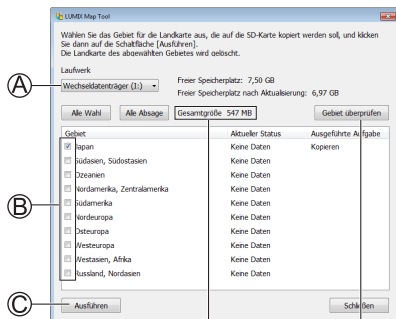 LUMIX Map Tool
Wählen Sie das Gebiet für die Landkarte aus, die auf die SD-Karte kopiert werden soll, und klicken
Sie dann auf die Schaltfläche [Ausführen].
Die Landkarte des abgewählten Gebietes wird gelöscht.
Laufwerk
A
Wechseldatenträger (I:)
Freier Speicherplatz: 7,50 GB
Freier Speicherplatz nach Aktualisierung: 6,97 GB
Alle Wahl Alle Absage Gesamtgröße 547 MB Gebiet überprüfen
Gebiet Aktueller Status Ausgeführte Aufgabe
Japan Keine Daten Kopieren
Südasien, Südostasien Keine Daten
Ozeanien Keine Daten
Nordamerika, Zentralamerika Keine Daten
B
Südamerika Keine Daten
Nordeuropa Keine Daten
Osteuropa Keine Daten
Westeuropa Keine Daten
Westasien, Afrika Keine Daten
Russland, Nordasien Keine Daten
C
Ausführen Schließen